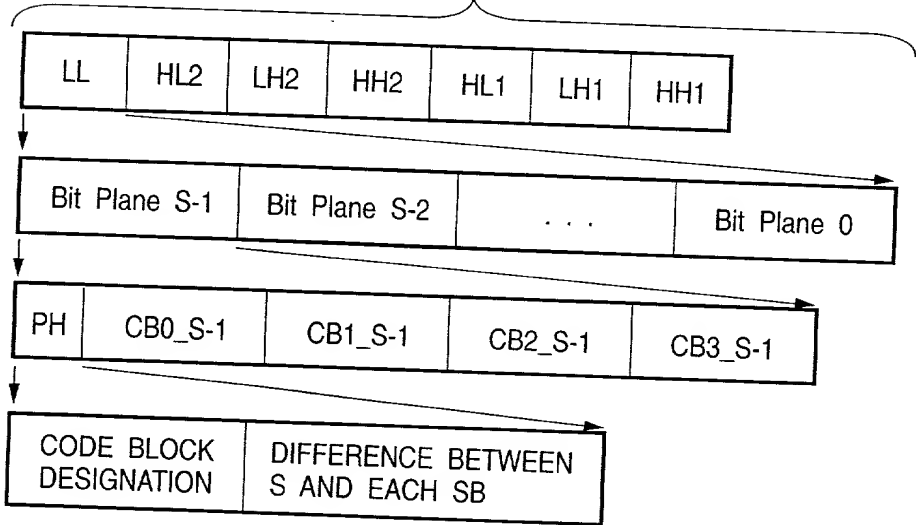 LL HL2 LH2 HH2 HL1 LH1 HH1
Bit Plane S-1 Bit Plane S-2 . . . Bit Plane 0
PH CB0_S-1 CB1_S-1 CB2_S-1 CB3_S-1
CODE BLOCK DIFFERENCE BETWEEN
DESIGNATION S AND EACH SB